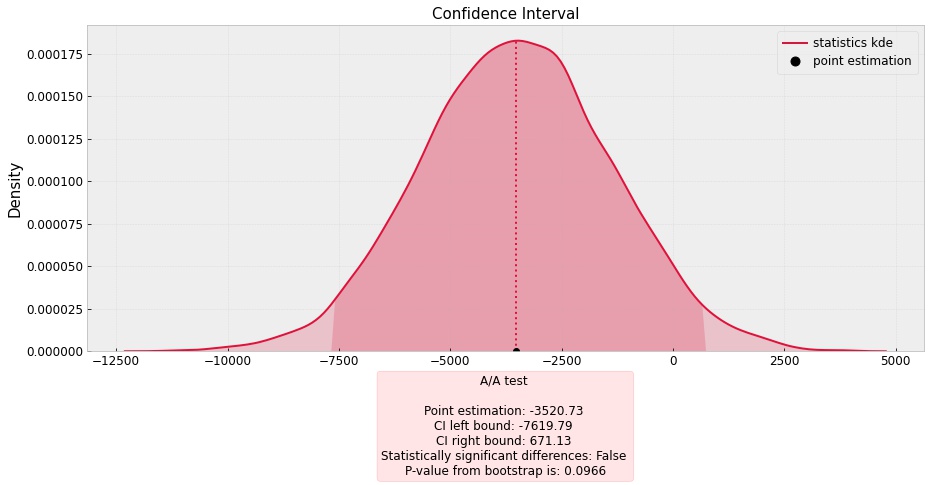 Confidence Interval
statistics kde
point estimation
Density
0.000175
0.000150
0.000125
0.000100
0.000075
0.000050
0.000025
0.000000
−12500 −10000 −7500 −5000 −2500 0 2500 5000
A/A test
Point estimation: -3520.73
CI left bound: -7619.79
CI right bound: 671.13
Statistically significant differences: False
P-value from bootstrap is: 0.0966